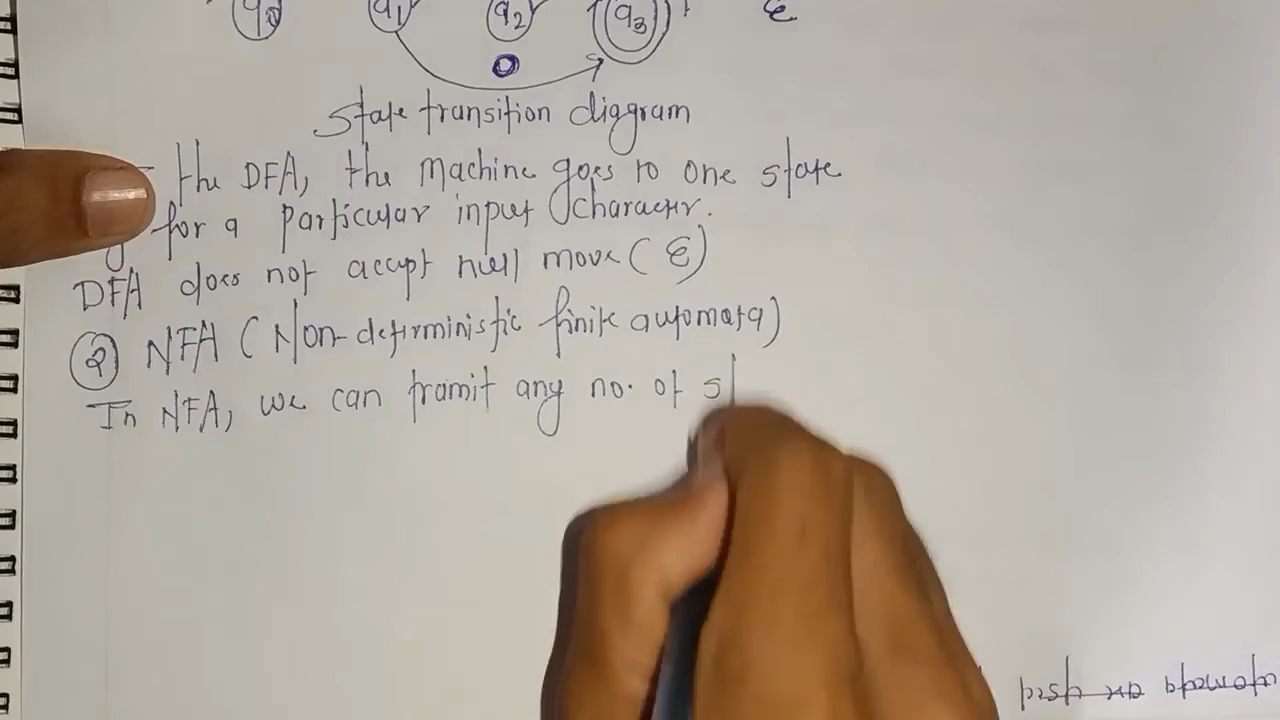 q0 q1 q2 q3 ε
0
State transition diagram
the DFA, the machine goes to one state
for a particular input character.
DFA does not accept null move (ε)
② NFA (Non-deterministic finite automata)
In NFA, we can tramit any no. of st